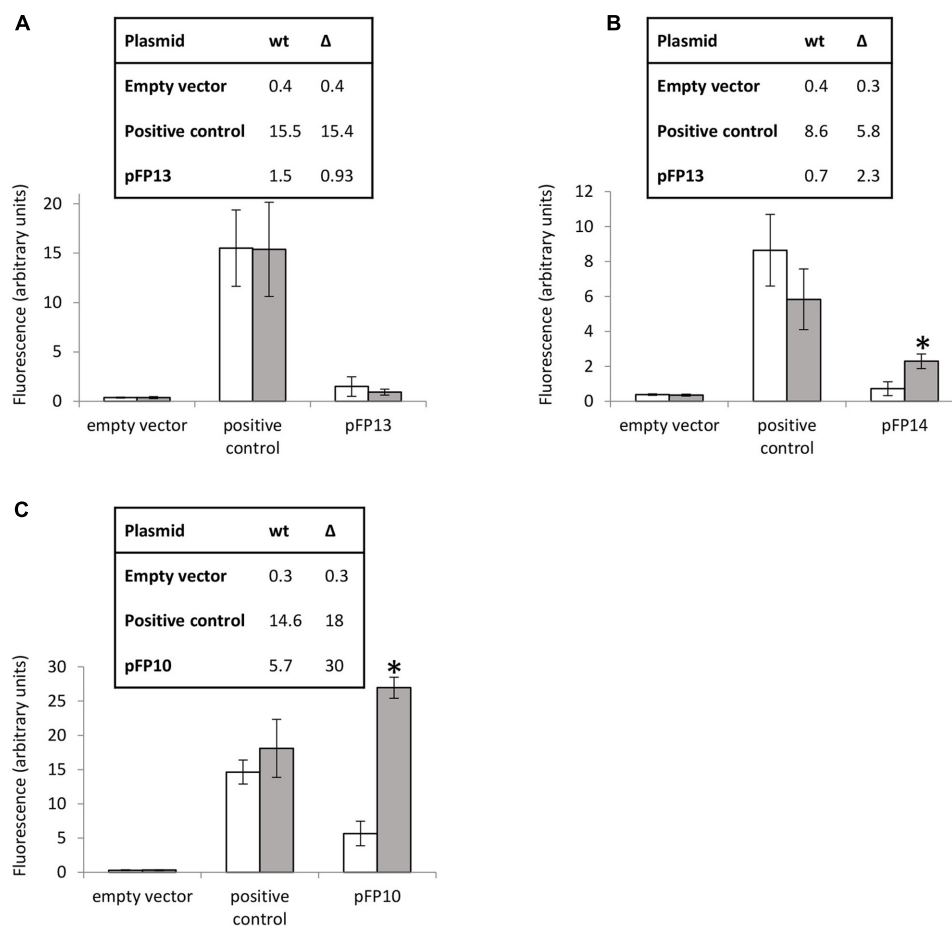 A
Plasmid wt Δ
Empty vector 0.4 0.4
Positive control 15.5 15.4
pFP13 1.5 0.93
Fluorescence (arbitrary units)
20
15
10
5
0
empty vector positive control pFP13
B
Plasmid wt Δ
Empty vector 0.4 0.3
Positive control 8.6 5.8
pFP13 0.7 2.3
Fluorescence (arbitrary units)
12
10
8
6
4
2
0
*
empty vector positive control pFP14
C
Plasmid wt Δ
Empty vector 0.3 0.3
Positive control 14.6 18
pFP10 5.7 30
Fluorescence (arbitrary units)
30
25
20
15
10
5
0
*
empty vector positive control pFP10